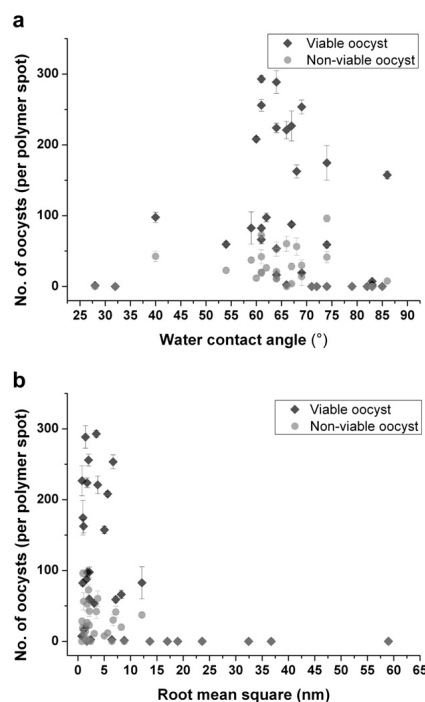 a
Viable oocyst
Non-viable oocyst
300
200
100
0
No. of oocysts (per polymer spot)
25 30 35 40 45 50 55 60 65 70 75 80 85 90
Water contact angle (°)
b
Viable oocyst
Non-viable oocyst
300
200
100
0
No. of oocysts (per polymer spot)
0 5 10 15 20 25 30 35 40 45 50 55 60 65
Root mean square (nm)